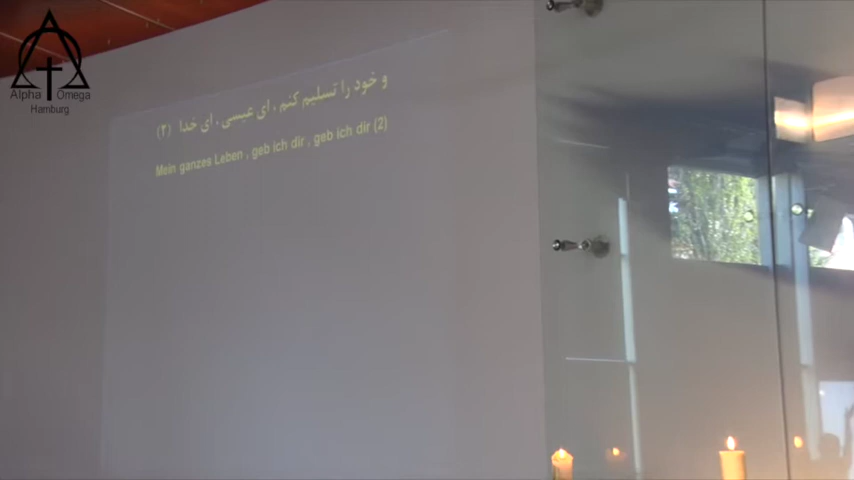 Alpha Omega
Hamburg
و خود را تسلیم کنم ، ای عیسی ، ای خدا (۲)
Mein ganzes Leben , geb ich dir , geb ich dir (2)